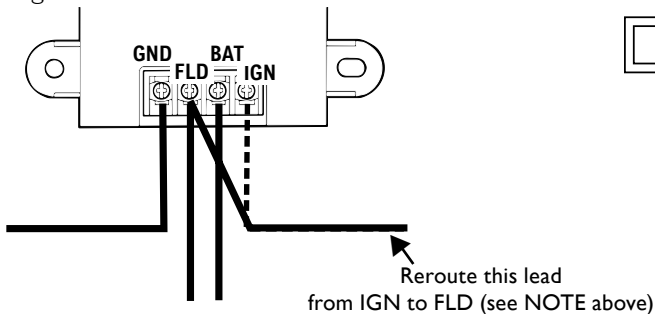 GND BAT
FLD IGN
Reroute this lead
from IGN to FLD (see NOTE above)